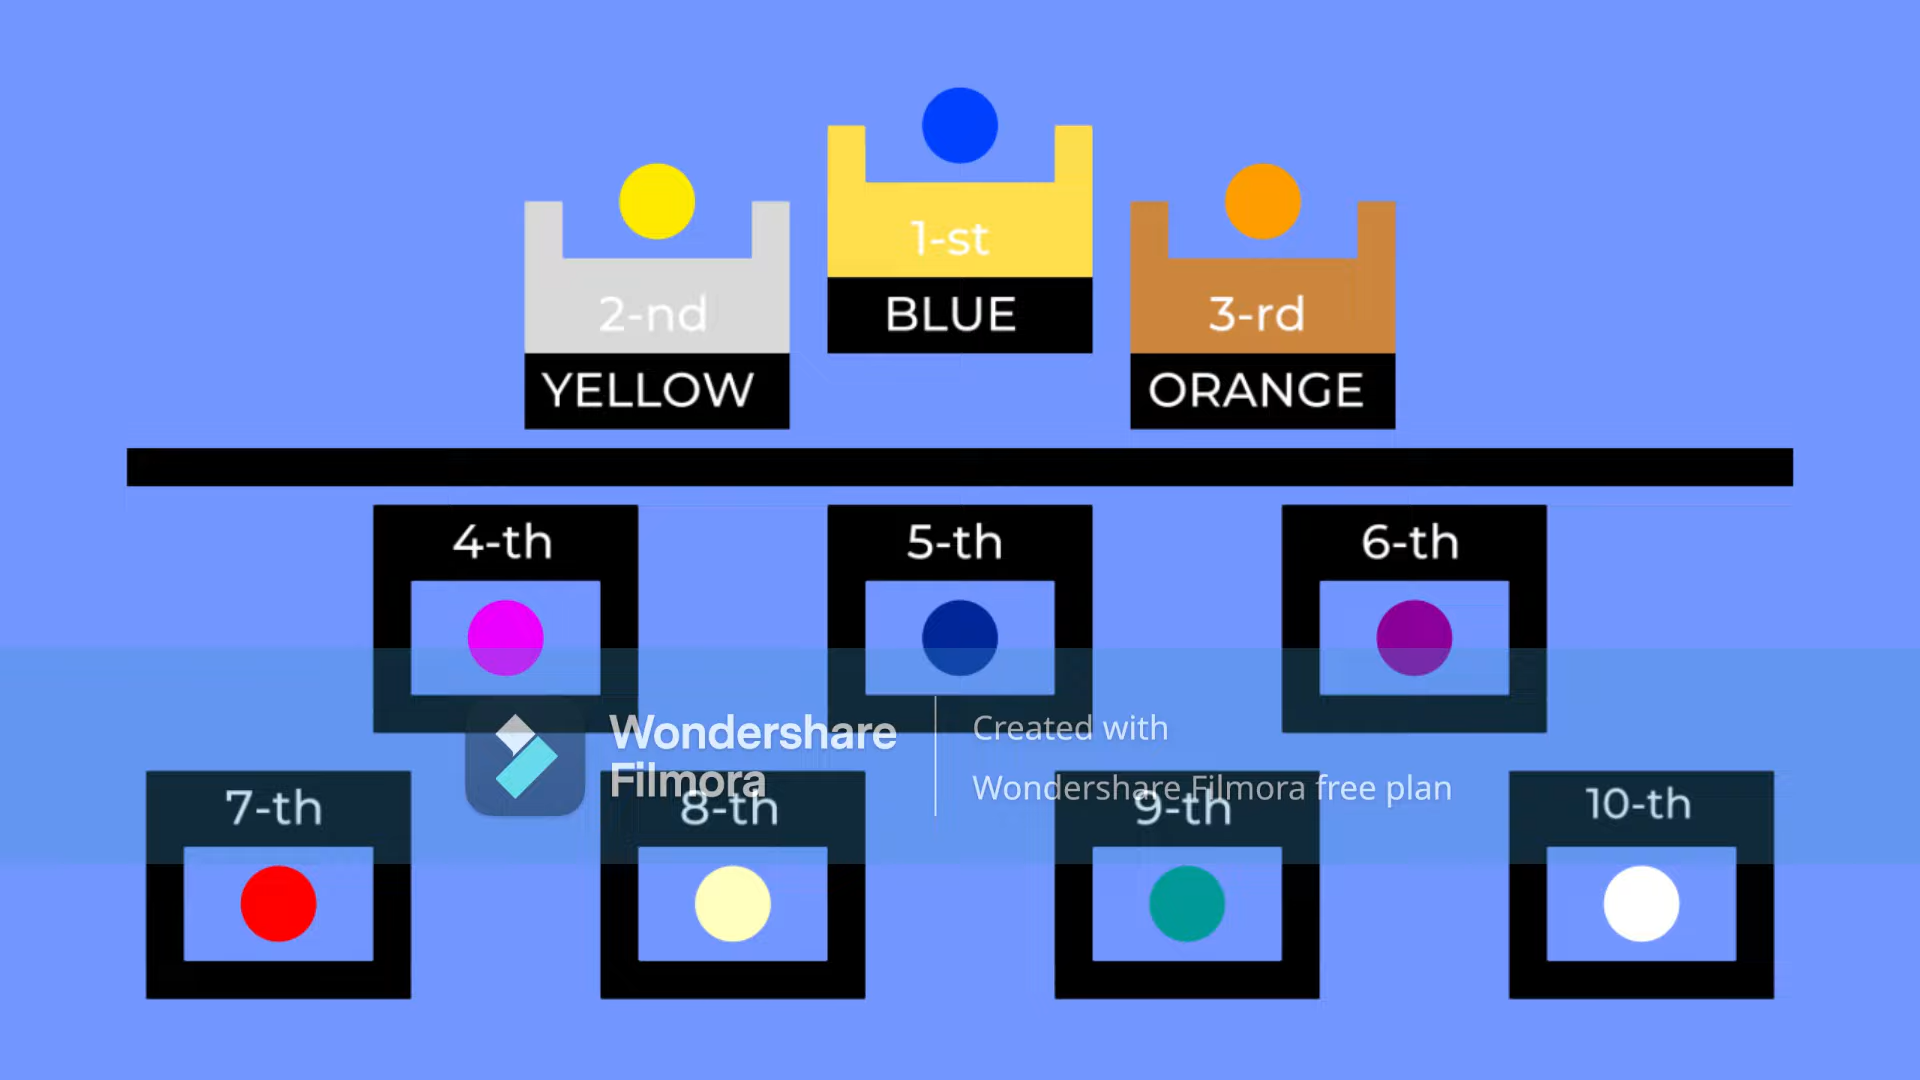 1-st
BLUE
2-nd
YELLOW
3-rd
ORANGE
4-th
5-th
6-th
Wondershare
Filmora
Created with
Wondershare Filmora free plan
7-th
8-th
9-th
10-th